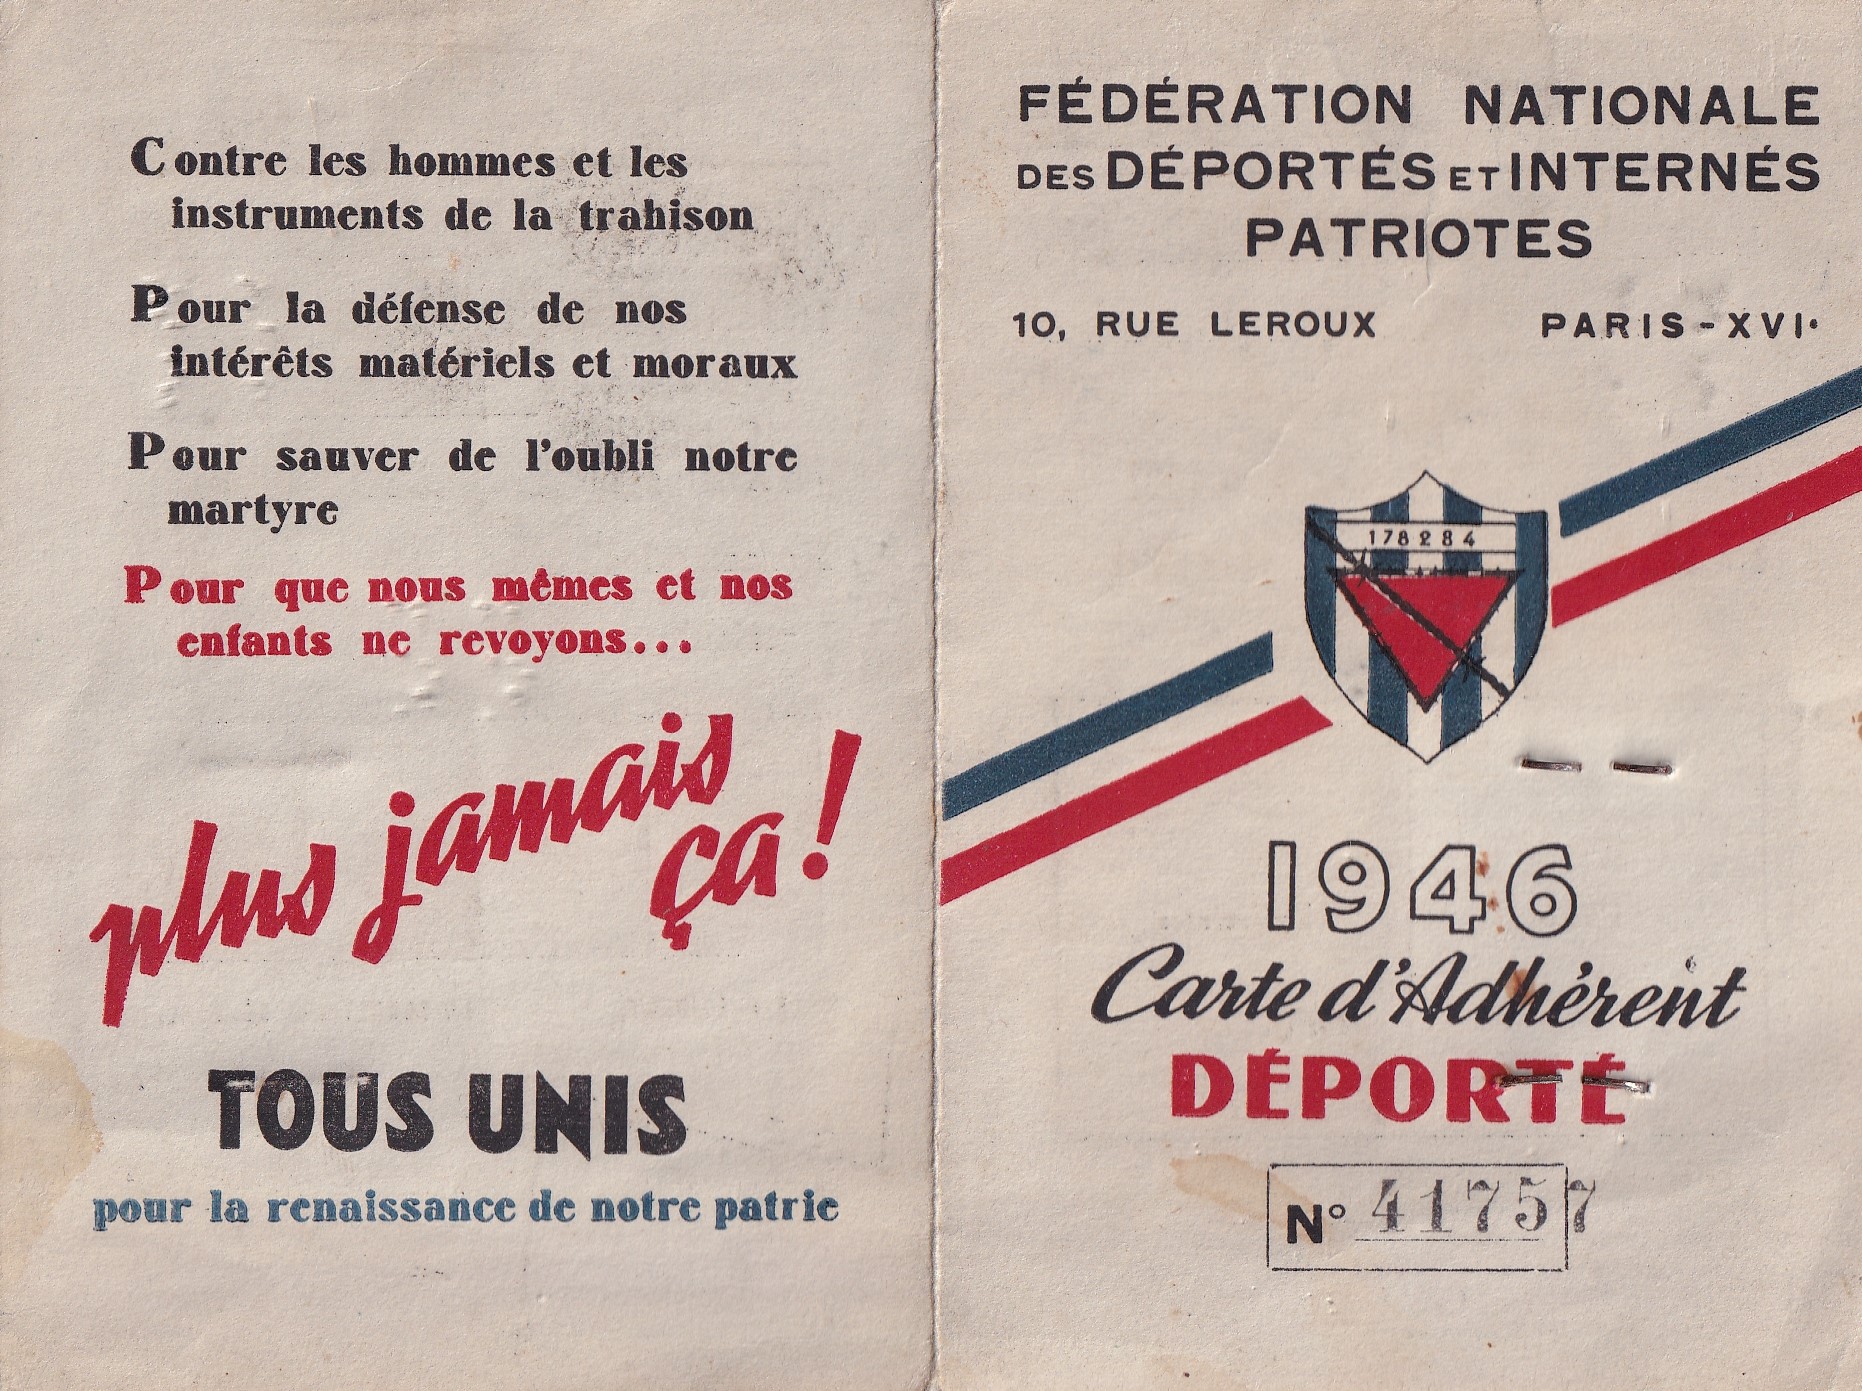 Contre les hommes et les
instruments de la trahison
Pour la défense de nos
intérêts matériels et moraux
Pour sauver de l'oubli notre
martyre
Pour que nous mêmes et nos
enfants ne revoyons...
plus jamais
ça!
TOUS UNIS
pour la renaissance de notre patrie
FÉDÉRATION NATIONALE
DES DÉPORTÉS ET INTERNÉS
PATRIOTES
10, RUE LEROUX PARIS-XVIe
178284
1946
Carte d'Adhérent
DÉPORTÉ
N° 41757